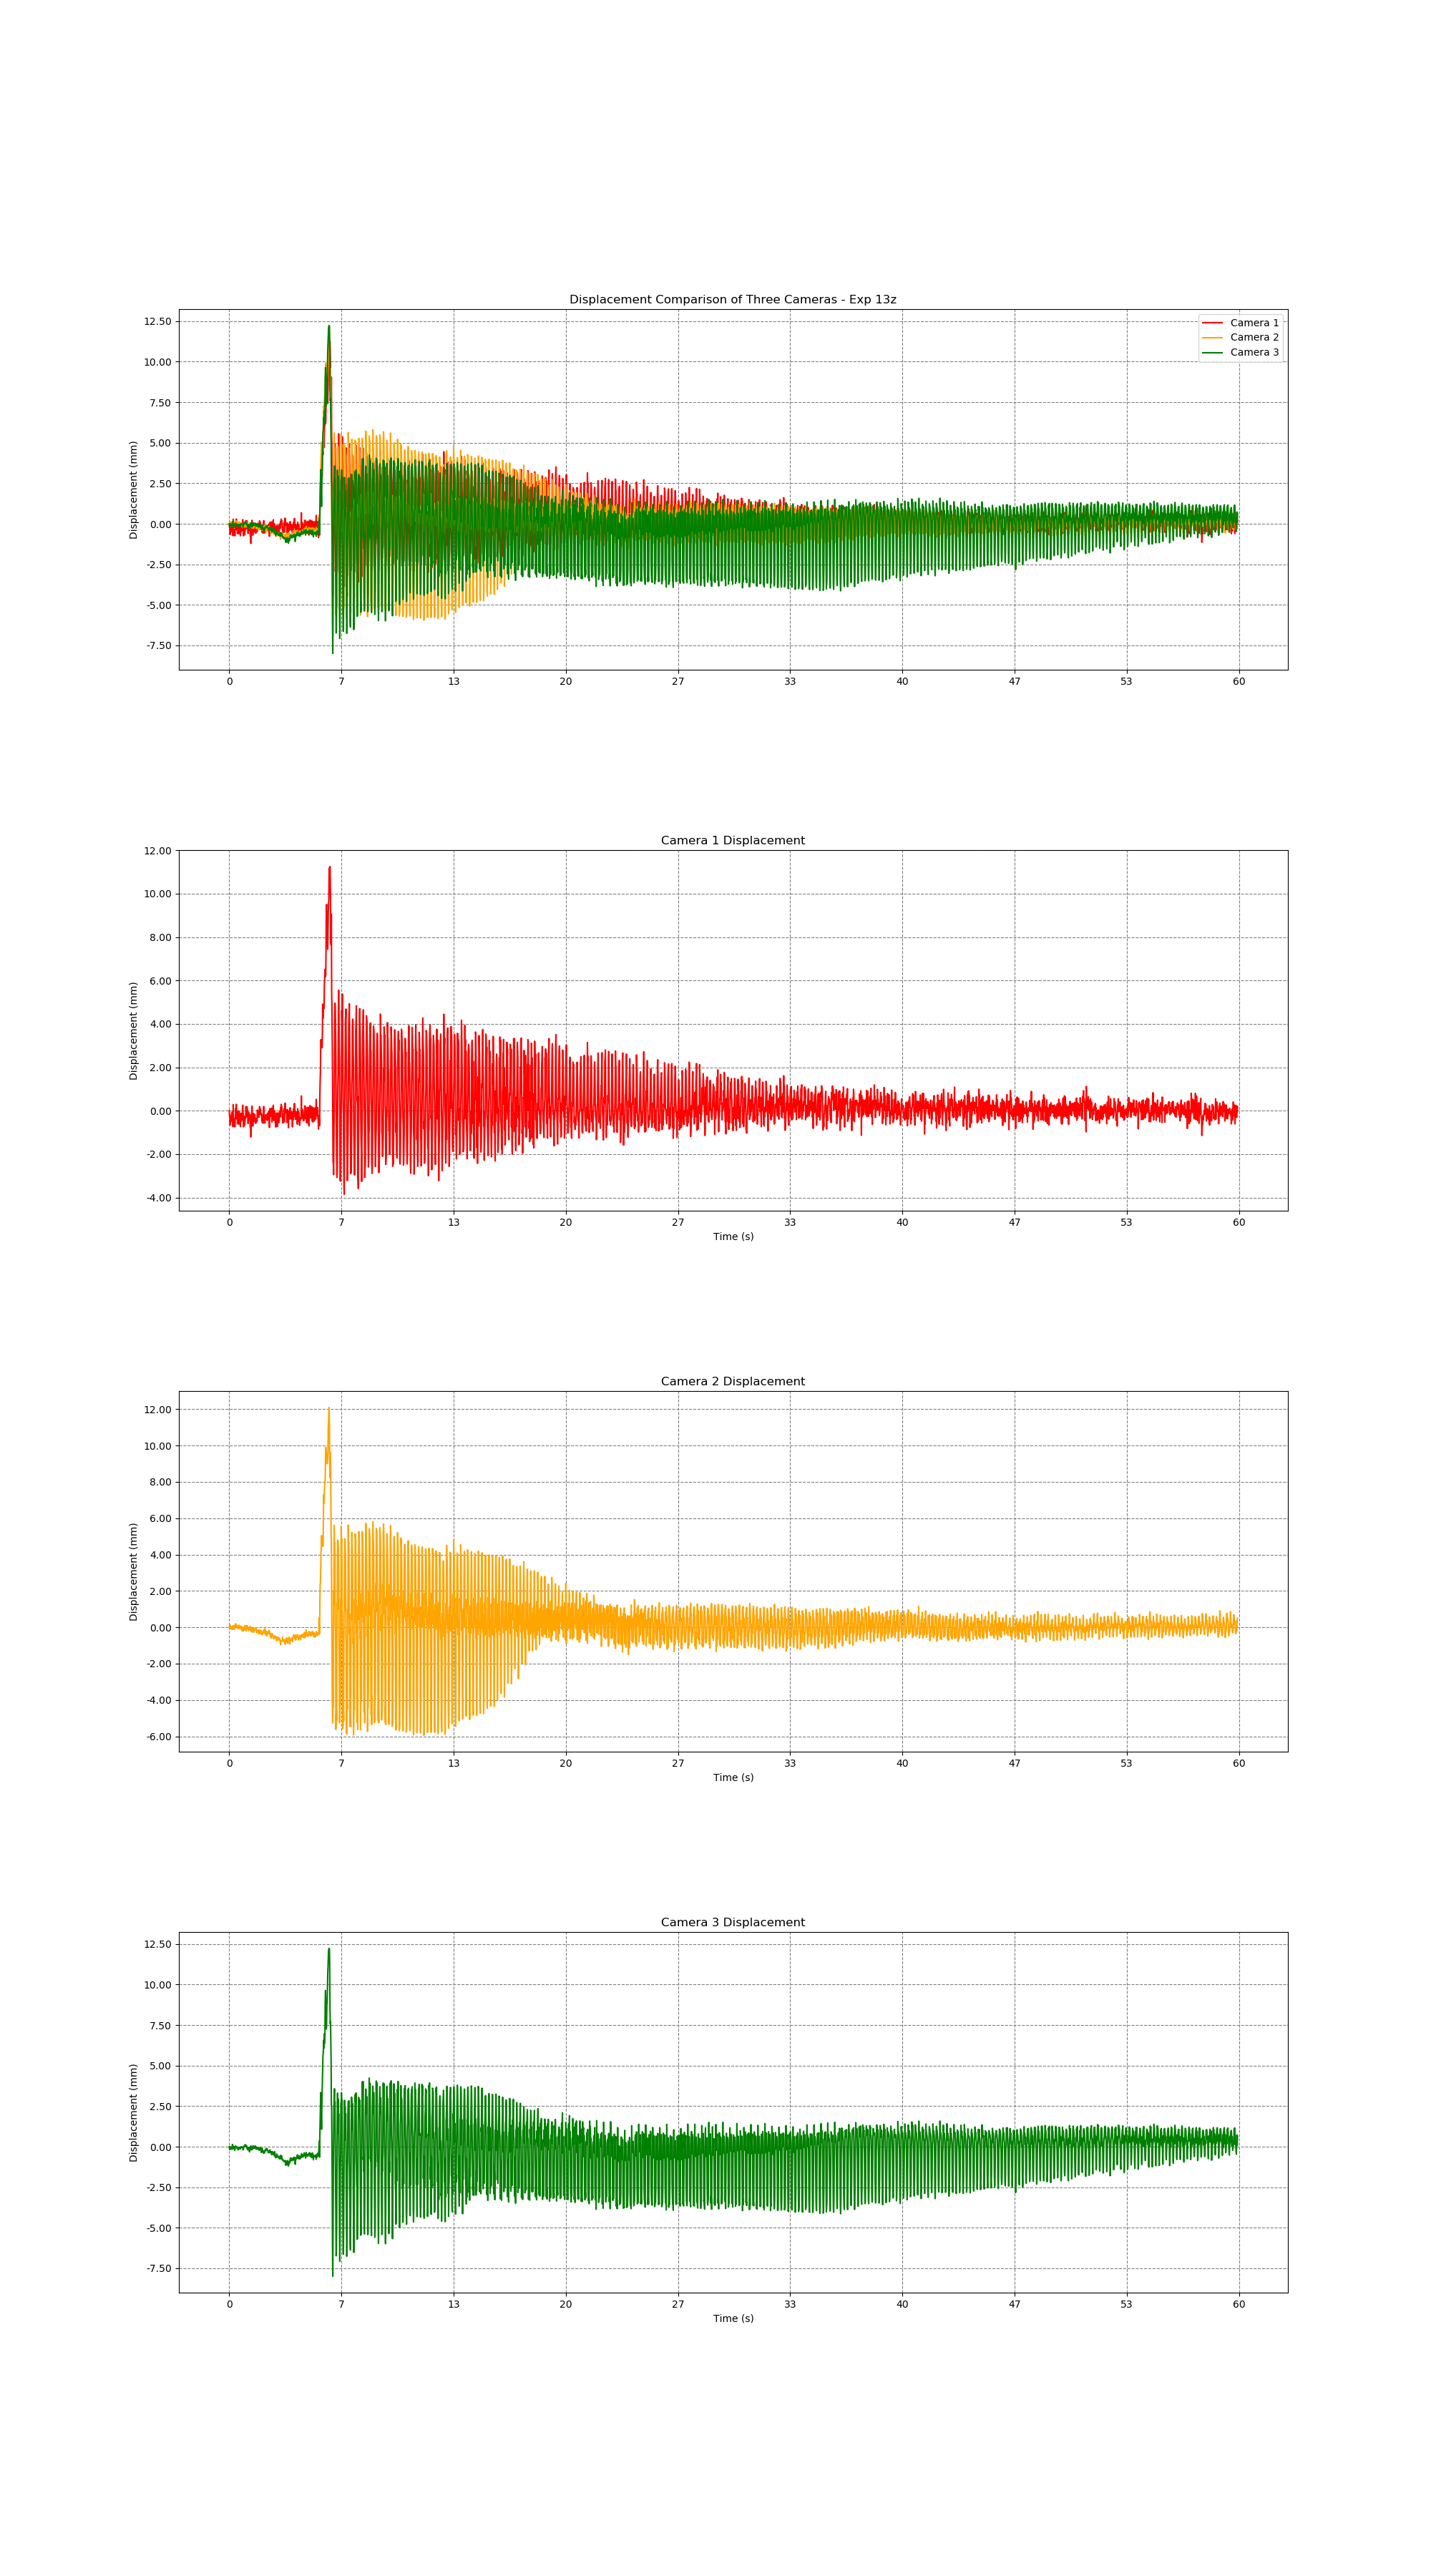 Displacement Comparison of Three Cameras - Exp 13z
Camera 1
Camera 2
Camera 3
Displacement (mm)
12.50
10.00
7.50
5.00
2.50
0.00
-2.50
-5.00
-7.50
0 7 13 20 27 33 40 47 53 60
Camera 1 Displacement
Displacement (mm)
12.00
10.00
8.00
6.00
4.00
2.00
0.00
-2.00
-4.00
0 7 13 20 27 33 40 47 53 60
Time (s)
Camera 2 Displacement
Displacement (mm)
12.00
10.00
8.00
6.00
4.00
2.00
0.00
-2.00
-4.00
-6.00
0 7 13 20 27 33 40 47 53 60
Time (s)
Camera 3 Displacement
Displacement (mm)
12.50
10.00
7.50
5.00
2.50
0.00
-2.50
-5.00
-7.50
0 7 13 20 27 33 40 47 53 60
Time (s)